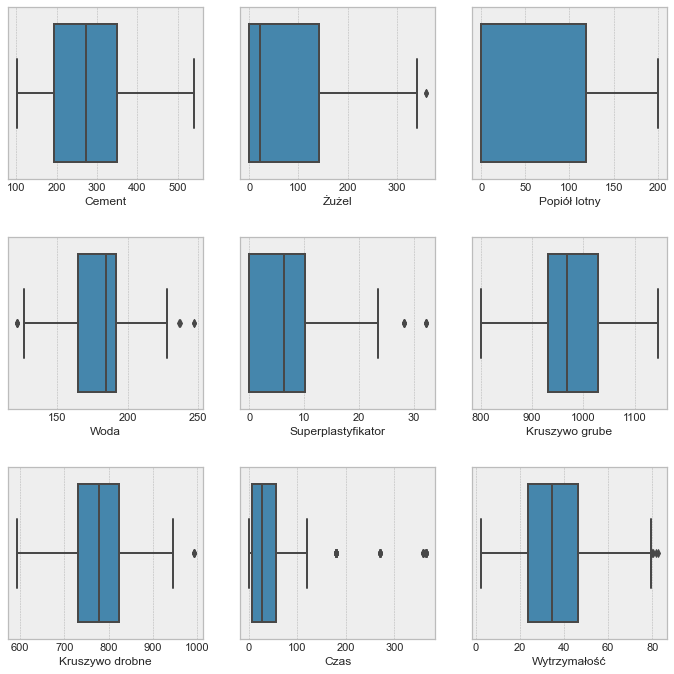 100 200 300 400 500
Cement
0 100 200 300
Żużel
0 50 100 150 200
Popiół lotny
150 200 250
Woda
0 10 20 30
Superplastyfikator
800 900 1000 1100
Kruszywo grube
600 700 800 900 1000
Kruszywo drobne
0 100 200 300
Czas
0 20 40 60 80
Wytrzymałość